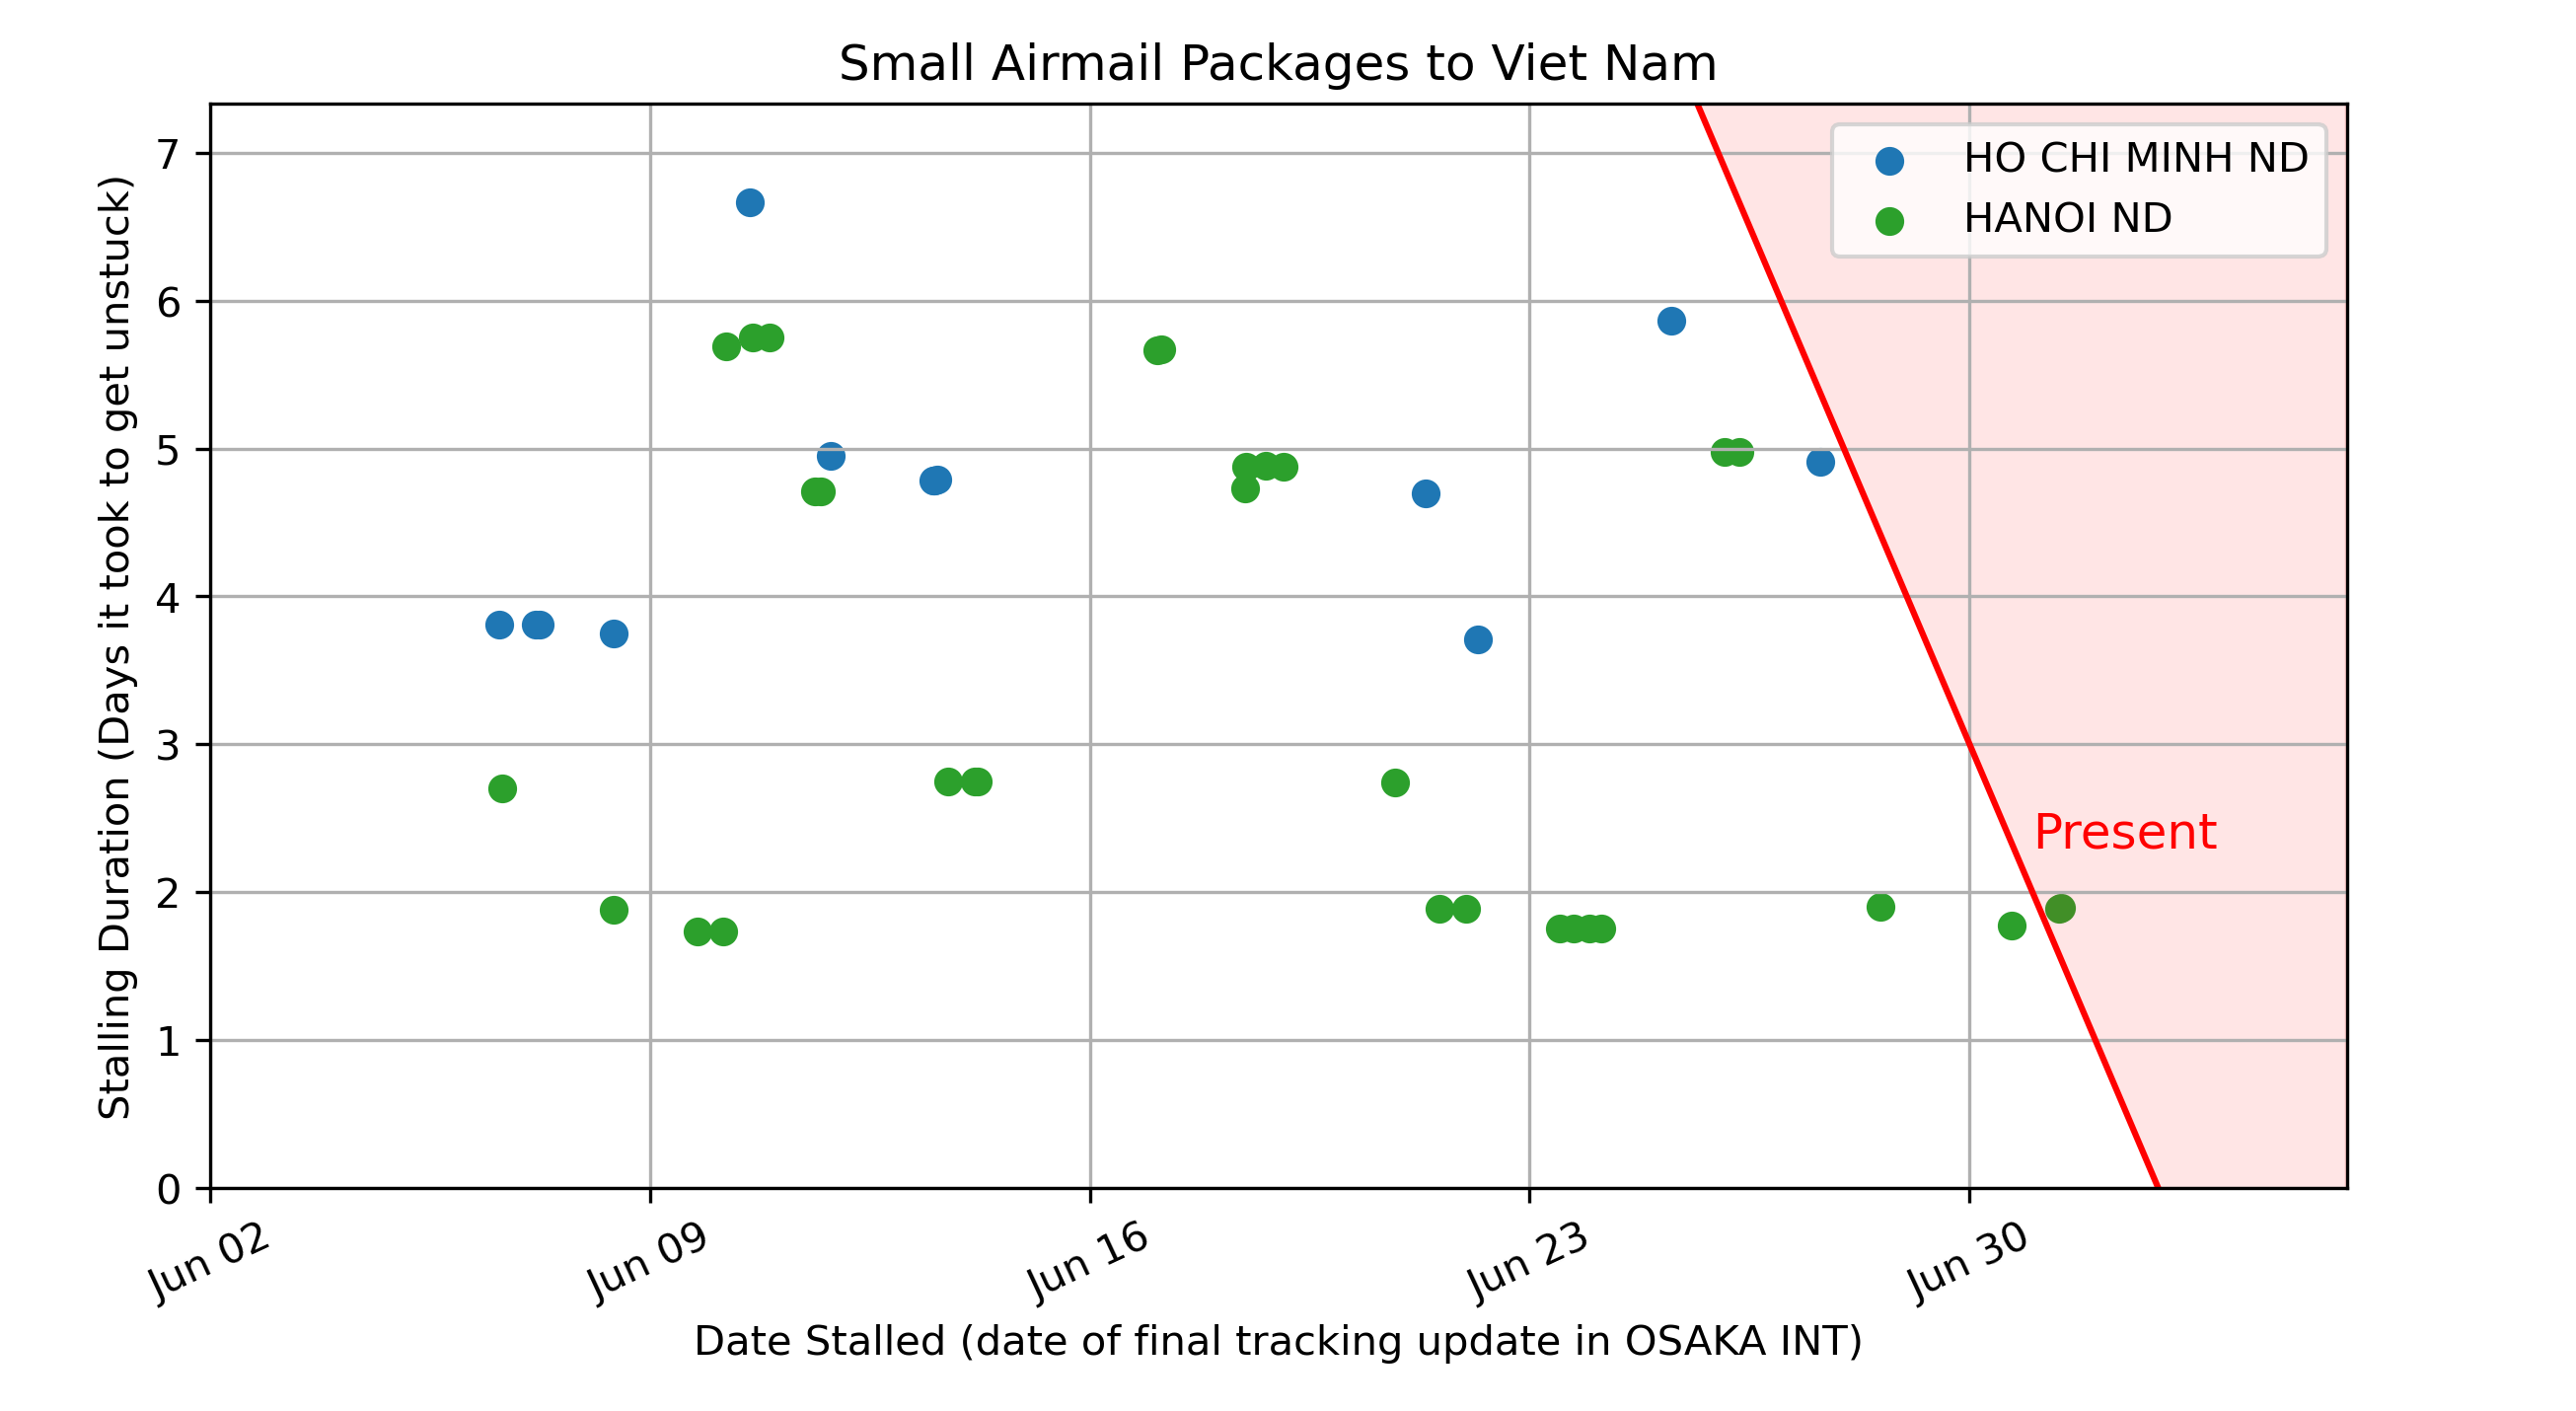 Small Airmail Packages to Viet Nam
HO CHI MINH ND
HANOI ND
Stalling Duration (Days it took to get unstuck)
7
6
5
4
3
2
1
0
Present
Jun 02
Jun 09
Jun 16
Jun 23
Jun 30
Date Stalled (date of final tracking update in OSAKA INT)